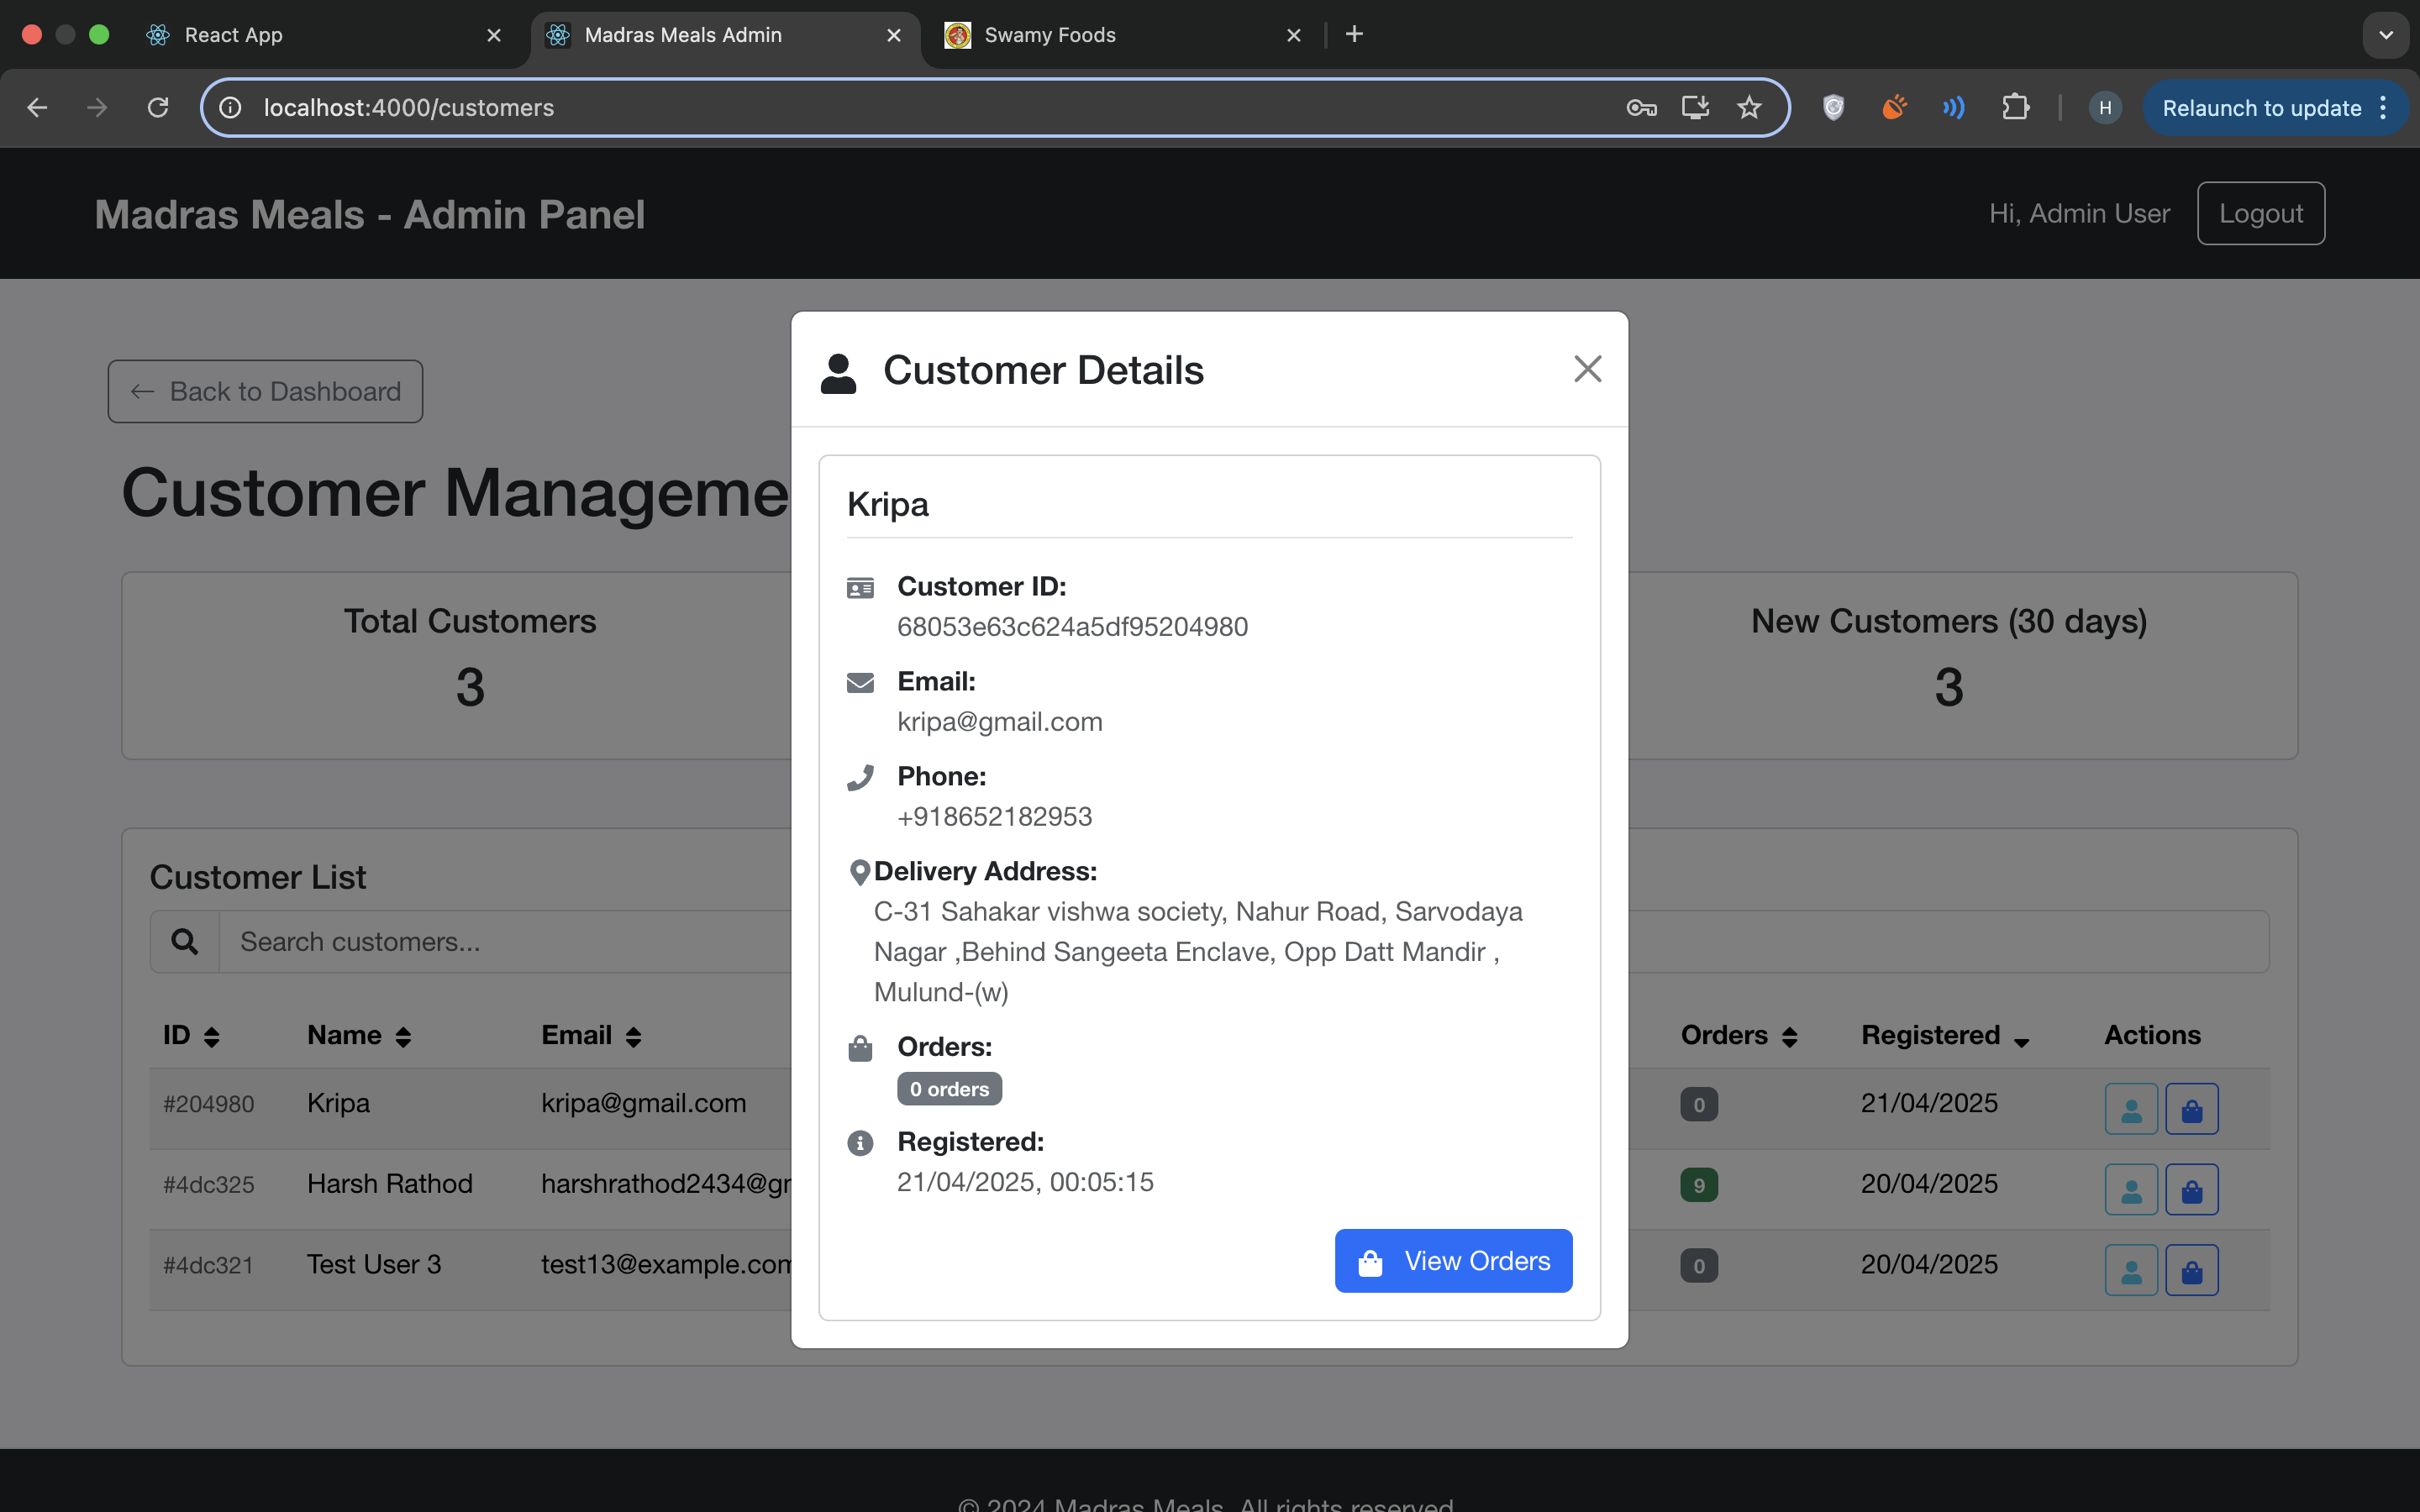 React App
Madras Meals Admin
Swamy Foods
localhost:4000/customers
H
Relaunch to update
Madras Meals - Admin Panel
Hi, Admin User
Logout
Back to Dashboard
Customer Manageme
Total Customers
3
New Customers (30 days)
3
Customer List
Search customers...
ID Name Email Orders Registered Actions
#204980 Kripa kripa@gmail.com 0 21/04/2025
#4dc325 Harsh Rathod harshrathod2434@gm 9 20/04/2025
#4dc321 Test User 3 test13@example.com 0 20/04/2025
Customer Details
Kripa
Customer ID:
68053e63c624a5df95204980
Email:
kripa@gmail.com
Phone:
+918652182953
Delivery Address:
C-31 Sahakar vishwa society, Nahur Road, Sarvodaya
Nagar ,Behind Sangeeta Enclave, Opp Datt Mandir ,
Mulund-(w)
Orders:
0 orders
Registered:
21/04/2025, 00:05:15
View Orders
© 2024 Madras Meals. All rights reserved.